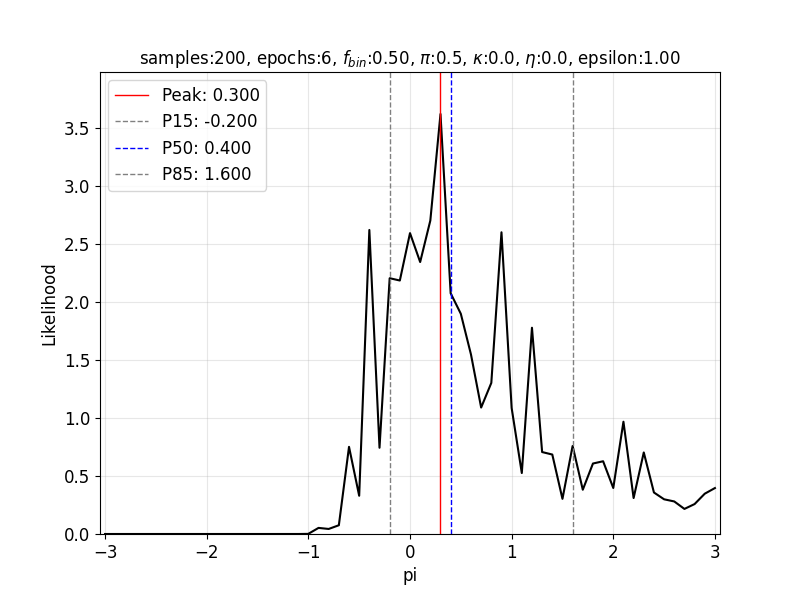 samples:200, epochs:6, f_bin:0.50, π:0.5, κ:0.0, η:0.0, epsilon:1.00
Peak: 0.300
P15: -0.200
P50: 0.400
P85: 1.600
Likelihood
3.5
3.0
2.5
2.0
1.5
1.0
0.5
0.0
−3 −2 −1 0 1 2 3
pi